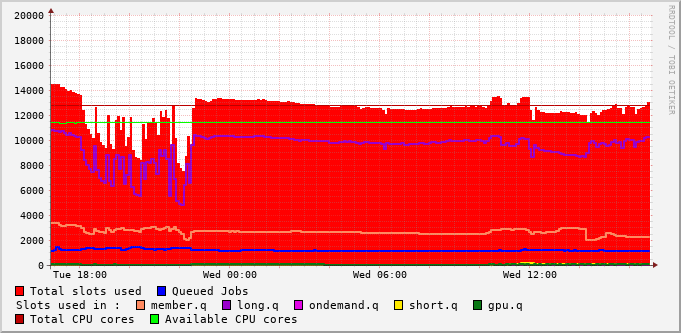 20000
18000
16000
14000
12000
10000
8000
6000
4000
2000
0
Tue 18:00 Wed 00:00 Wed 06:00 Wed 12:00
RRDTOOL / TOBI OETIKER
Total slots used Queued Jobs
Slots used in : member.q long.q ondemand.q short.q gpu.q
Total CPU cores Available CPU cores